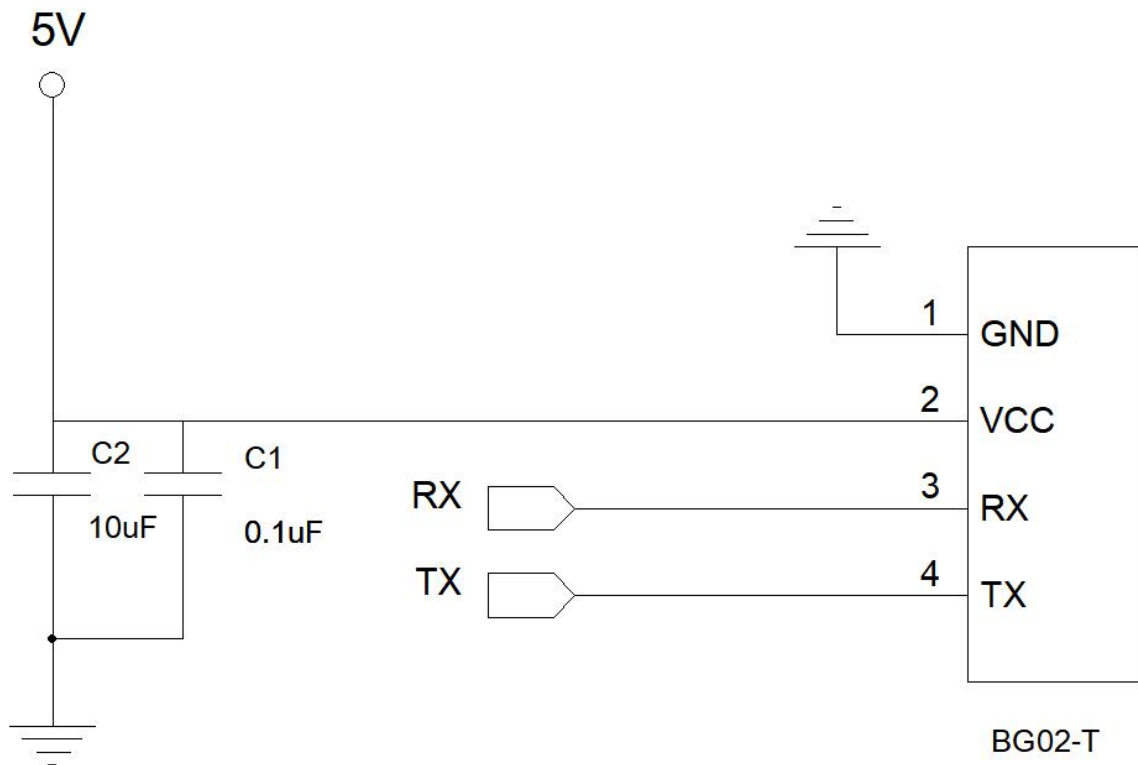 5V
1
GND
2
VCC
C2
C1
RX
3
RX
10uF
0.1uF
TX
4
TX
BG02-T